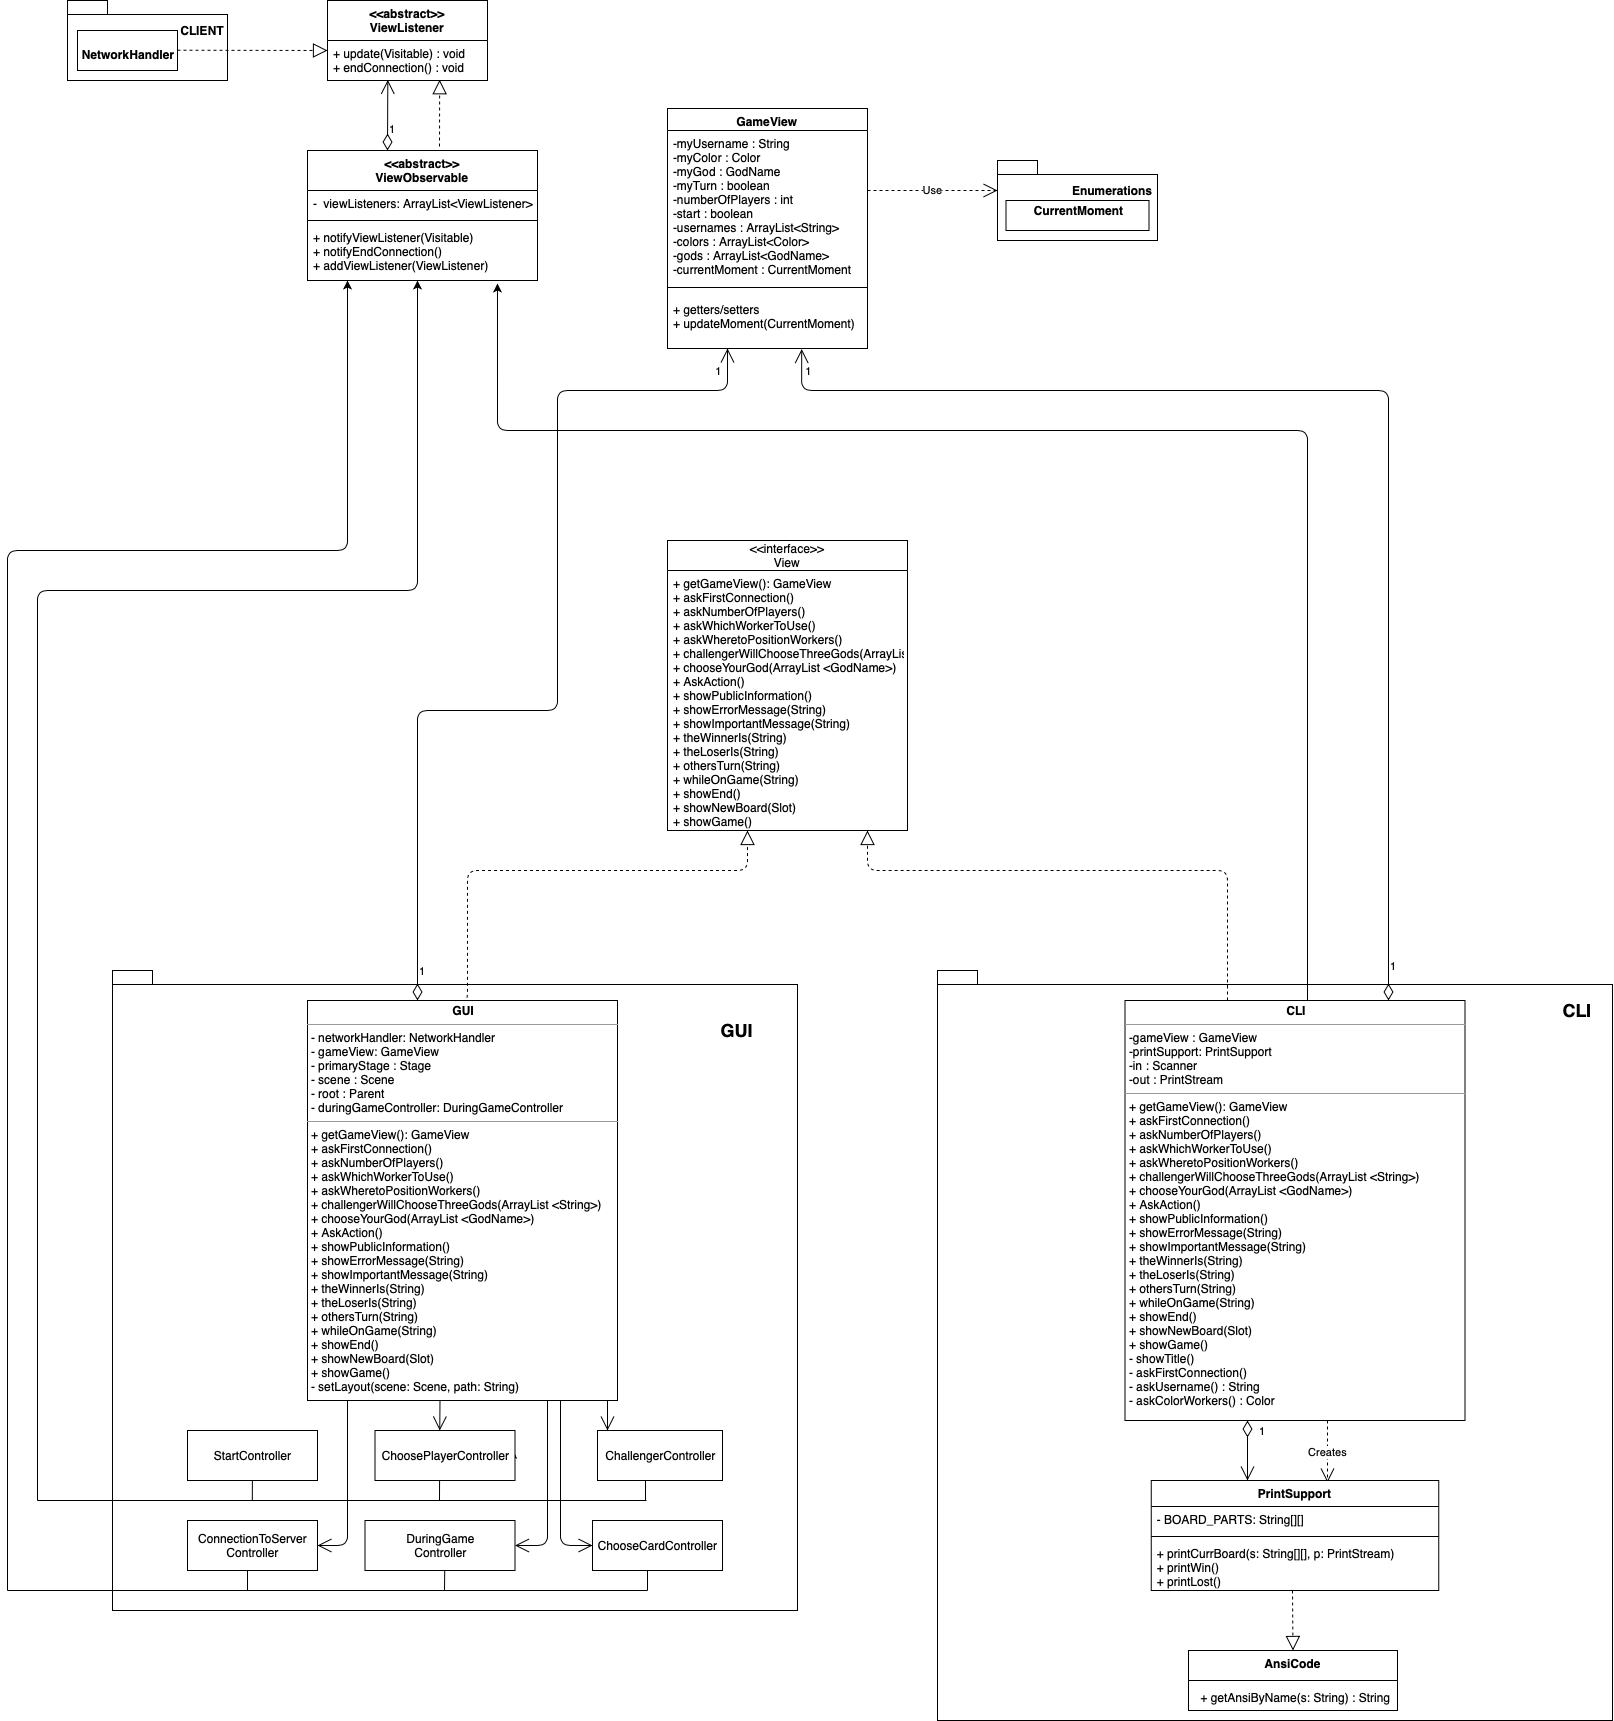 CLIENT
NetworkHandler
<<abstract>>
ViewListener
+ update(Visitable) : void
+ endConnection() : void
1
<<abstract>>
ViewObservable
- viewListeners: ArrayList<ViewListener>
+ notifyViewListener(Visitable)
+ notifyEndConnection()
+ addViewListener(ViewListener)
GameView
-myUsername : String
-myColor : Color
-myGod : GodName
-myTurn : boolean
-numberOfPlayers : int
-start : boolean
-usernames : ArrayList<String>
-colors : ArrayList<Color>
-gods : ArrayList<GodName>
-currentMoment : CurrentMoment
+ getters/setters
+ updateMoment(CurrentMoment)
Use
Enumerations
CurrentMoment
1
1
<<interface>>
View
+ getGameView(): GameView
+ askFirstConnection()
+ askNumberOfPlayers()
+ askWhichWorkerToUse()
+ askWheretoPositionWorkers()
+ challengerWillChooseThreeGods(ArrayLis
+ chooseYourGod(ArrayList <GodName>)
+ AskAction()
+ showPublicInformation()
+ showErrorMessage(String)
+ showImportantMessage(String)
+ theWinnerIs(String)
+ theLoserIs(String)
+ othersTurn(String)
+ whileOnGame(String)
+ showEnd()
+ showNewBoard(Slot)
+ showGame()
1
GUI
GUI
- networkHandler: NetworkHandler
- gameView: GameView
- primaryStage : Stage
- scene : Scene
- root : Parent
- duringGameController: DuringGameController
+ getGameView(): GameView
+ askFirstConnection()
+ askNumberOfPlayers()
+ askWhichWorkerToUse()
+ askWheretoPositionWorkers()
+ challengerWillChooseThreeGods(ArrayList <String>)
+ chooseYourGod(ArrayList <GodName>)
+ AskAction()
+ showPublicInformation()
+ showErrorMessage(String)
+ showImportantMessage(String)
+ theWinnerIs(String)
+ theLoserIs(String)
+ othersTurn(String)
+ whileOnGame(String)
+ showEnd()
+ showNewBoard(Slot)
+ showGame()
- setLayout(scene: Scene, path: String)
StartController
ChoosePlayerController
ChallengerController
ConnectionToServer
Controller
DuringGame
Controller
ChooseCardController
1
CLI
CLI
-gameView : GameView
-printSupport: PrintSupport
-in : Scanner
-out : PrintStream
+ getGameView(): GameView
+ askFirstConnection()
+ askNumberOfPlayers()
+ askWhichWorkerToUse()
+ askWheretoPositionWorkers()
+ challengerWillChooseThreeGods(ArrayList <String>)
+ chooseYourGod(ArrayList <GodName>)
+ AskAction()
+ showPublicInformation()
+ showErrorMessage(String)
+ showImportantMessage(String)
+ theWinnerIs(String)
+ theLoserIs(String)
+ othersTurn(String)
+ whileOnGame(String)
+ showEnd()
+ showNewBoard(Slot)
+ showGame()
- showTitle()
- askFirstConnection()
- askUsername() : String
- askColorWorkers() : Color
1
Creates
PrintSupport
- BOARD_PARTS: String[][]
+ printCurrBoard(s: String[][], p: PrintStream)
+ printWin()
+ printLost()
AnsiCode
+ getAnsiByName(s: String) : String